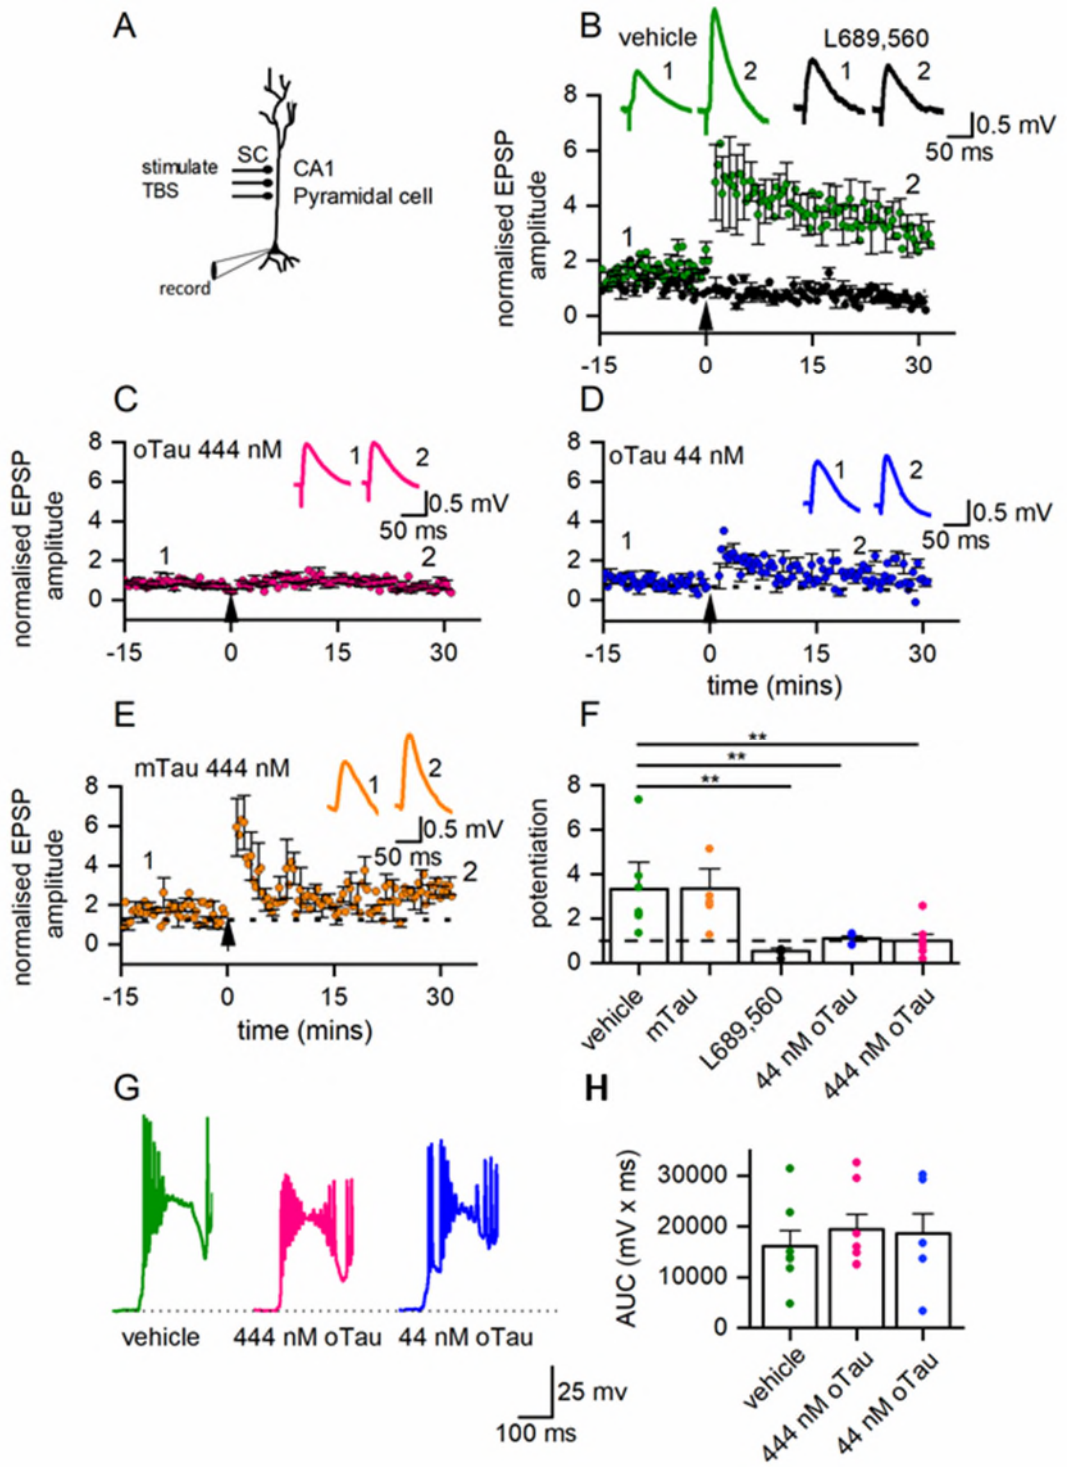 A
SC
stimulate
TBS
CA1
Pyramidal cell
record
B
vehicle
L689,560
1
2
1
2
0.5 mV
50 ms
normalised EPSP
amplitude
8
6
4
2
0
1
2
-15
0
15
30
C
oTau 444 nM
1
2
0.5 mV
50 ms
normalised EPSP
amplitude
8
6
4
2
0
1
2
-15
0
15
30
D
oTau 44 nM
1
2
0.5 mV
50 ms
8
6
4
2
0
1
2
-15
0
15
30
time (mins)
E
mTau 444 nM
1
2
0.5 mV
50 ms
normalised EPSP
amplitude
8
6
4
2
0
1
2
-15
0
15
30
time (mins)
F
**
**
**
potentiation
8
6
4
2
0
vehicle
mTau
L689,560
44 nM oTau
444 nM oTau
G
vehicle
444 nM oTau
44 nM oTau
25 mv
100 ms
H
AUC (mV x ms)
30000
20000
10000
0
vehicle
444 nM oTau
44 nM oTau